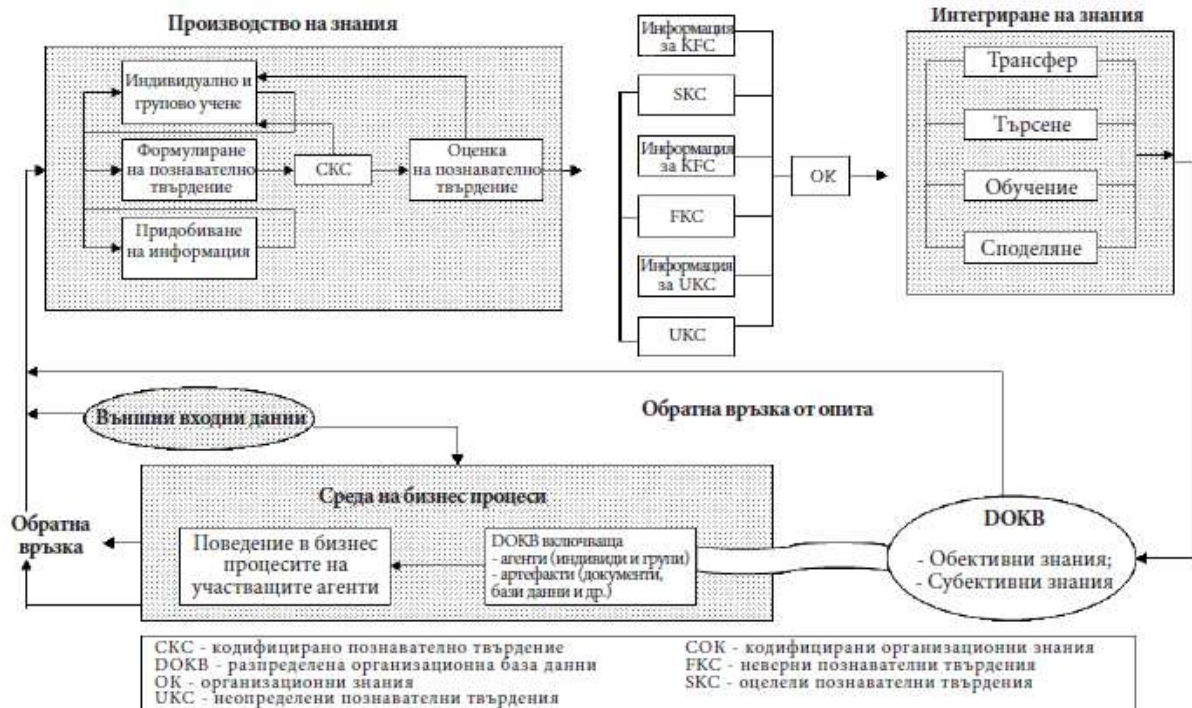 Производство на знания
Индивидуално и
групово учене
Формулиране
на познавателно
твърдение
Придобиване
на информация
СКС
Оценка
на познавателно
твърдение
Информация
за KFC
SKC
Информация
за KFC
FKC
Информация
за UKC
UKC
ОК
Интегриране на знания
Трансфер
Търсене
Обучение
Споделяне
Външни входни данни
Обратна връзка от опита
Обратна
връзка
Среда на бизнес процеси
Поведение в бизнес
процесите на
участващите агенти
DOKB включваща
- агенти (индивиди и групи)
- артефакти (документи,
бази данни и др.)
DOKB
- Обективни знания;
- Субективни знания
СКС - кодифицирано познавателно твърдение
DOKB - разпределена организационна база данни
ОК - организационни знания
UKC - неопределени познавателни твърдения
СОК - кодифицирани организационни знания
FKC - неверни познавателни твърдения
SKC - оцелели познавателни твърдения